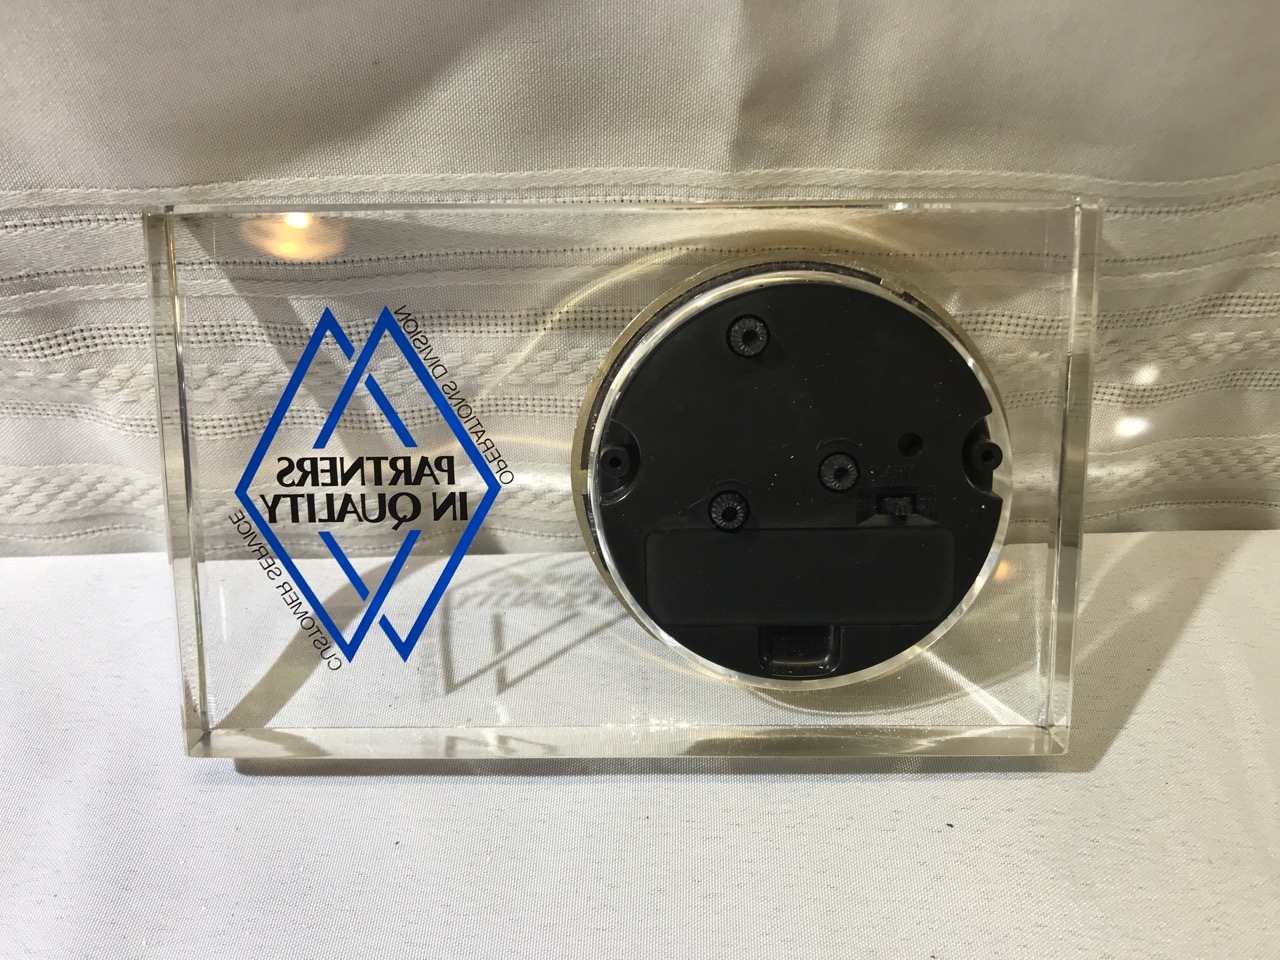 OPERATIONS DIVISION
PARTNERS
IN QUALITY
CUSTOMER SERVICE